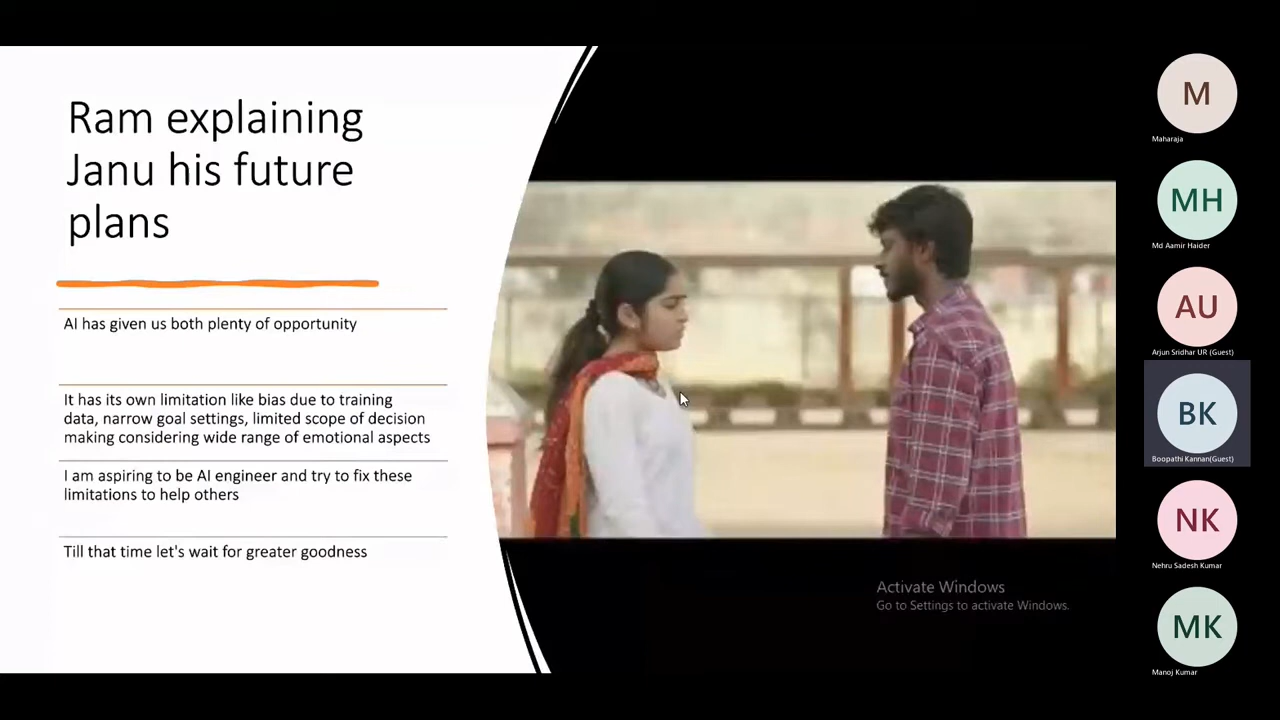 Ram explaining
Janu his future
plans
AI has given us both plenty of opportunity
It has its own limitation like bias due to training
data, narrow goal settings, limited scope of decision
making considering wide range of emotional aspects
I am aspiring to be AI engineer and try to fix these
limitations to help others
Till that time let's wait for greater goodness
Activate Windows
Go to Settings to activate Windows.
M
Maharaja
MH
Md Aamir Haider
AU
Arjun Sridhar UR (Guest)
BK
Boopathi Kannan(Guest)
NK
Nehru Sadesh Kumar
MK
Manoj Kumar